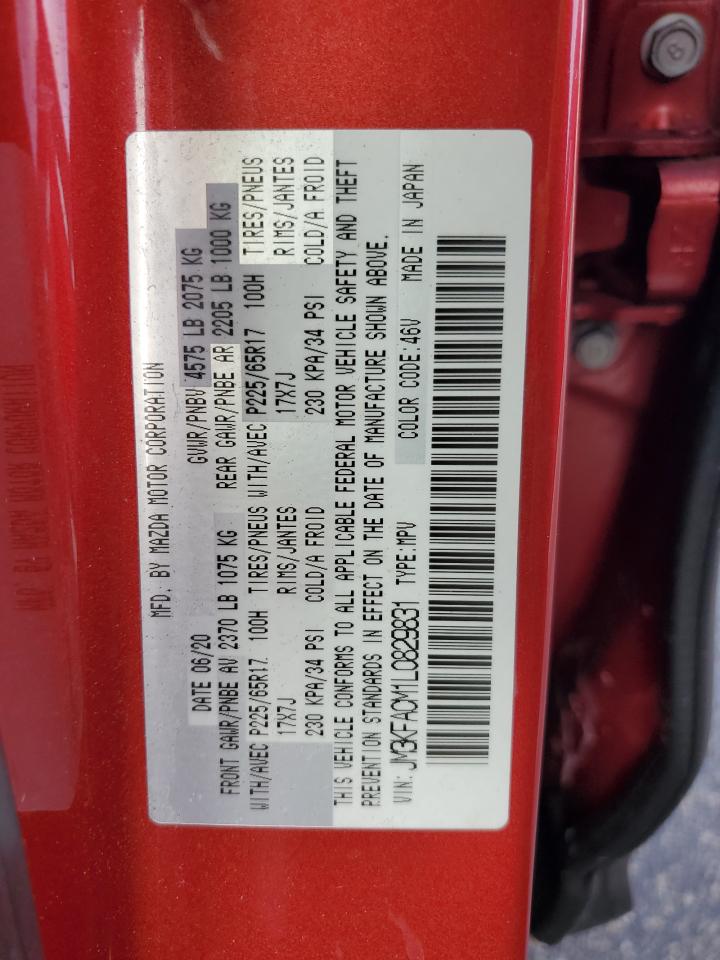 MFD. BY MAZDA MOTOR CORPORATION
DATE 06/20 GVWR/PNBV 4575 LB 2075 KG
FRONT GAWR/PNBE AV 2370 LB 1075 KG REAR GAWR/PNBE AR 2205 LB 1000 KG
WITH/AVEC P225/65R17 100H TIRES/PNEUS WITH/AVEC P225/65R17 100H TIRES/PNEUS
17X7J RIMS/JANTES 17X7J RIMS/JANTES
230 KPA/34 PSI COLD/A FROID 230 KPA/34 PSI COLD/A FROID
THIS VEHICLE CONFORMS TO ALL APPLICABLE FEDERAL MOTOR VEHICLE SAFETY AND THEFT
PREVENTION STANDARDS IN EFFECT ON THE DATE OF MANUFACTURE SHOWN ABOVE.
VIN: JM3KFACM1L0829831 TYPE:MPV COLOR CODE:46V MADE IN JAPAN
8